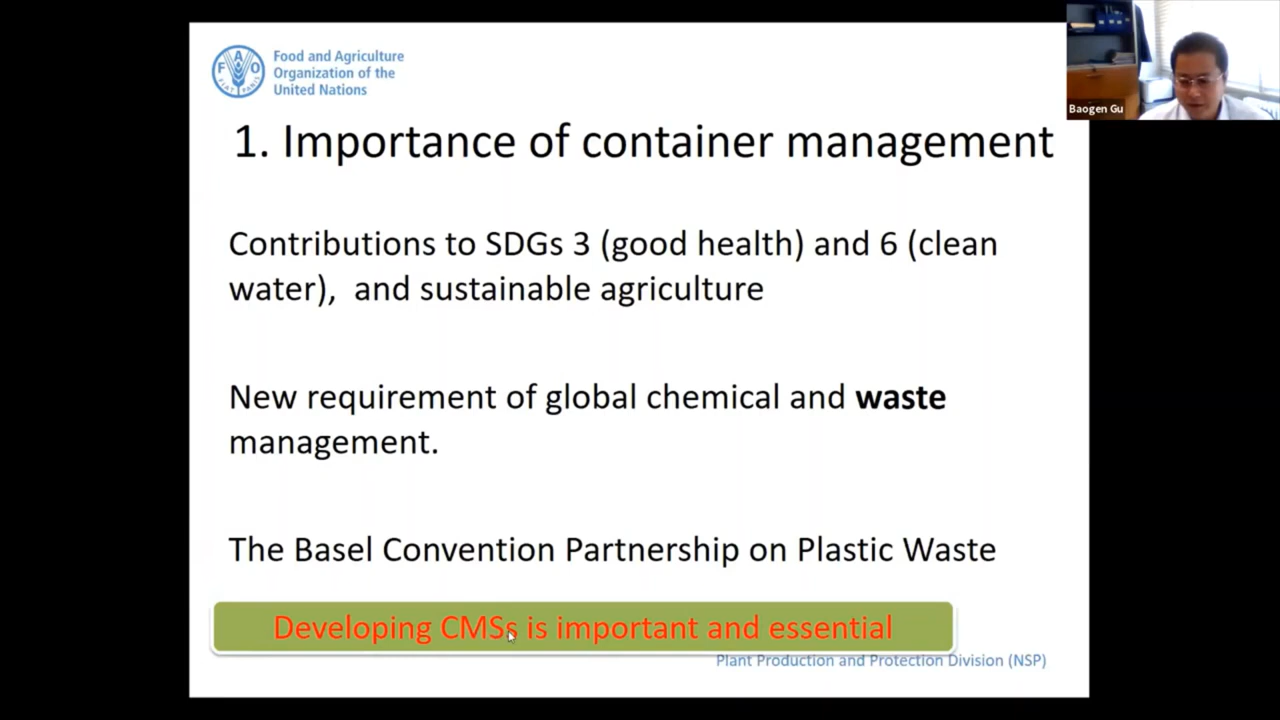 Food and Agriculture
Organization of the
United Nations
F A O
FIAT PANIS
Baogen Gu
1. Importance of container management
Contributions to SDGs 3 (good health) and 6 (clean
water), and sustainable agriculture
New requirement of global chemical and waste
management.
The Basel Convention Partnership on Plastic Waste
Developing CMSs is important and essential
Plant Production and Protection Division (NSP)